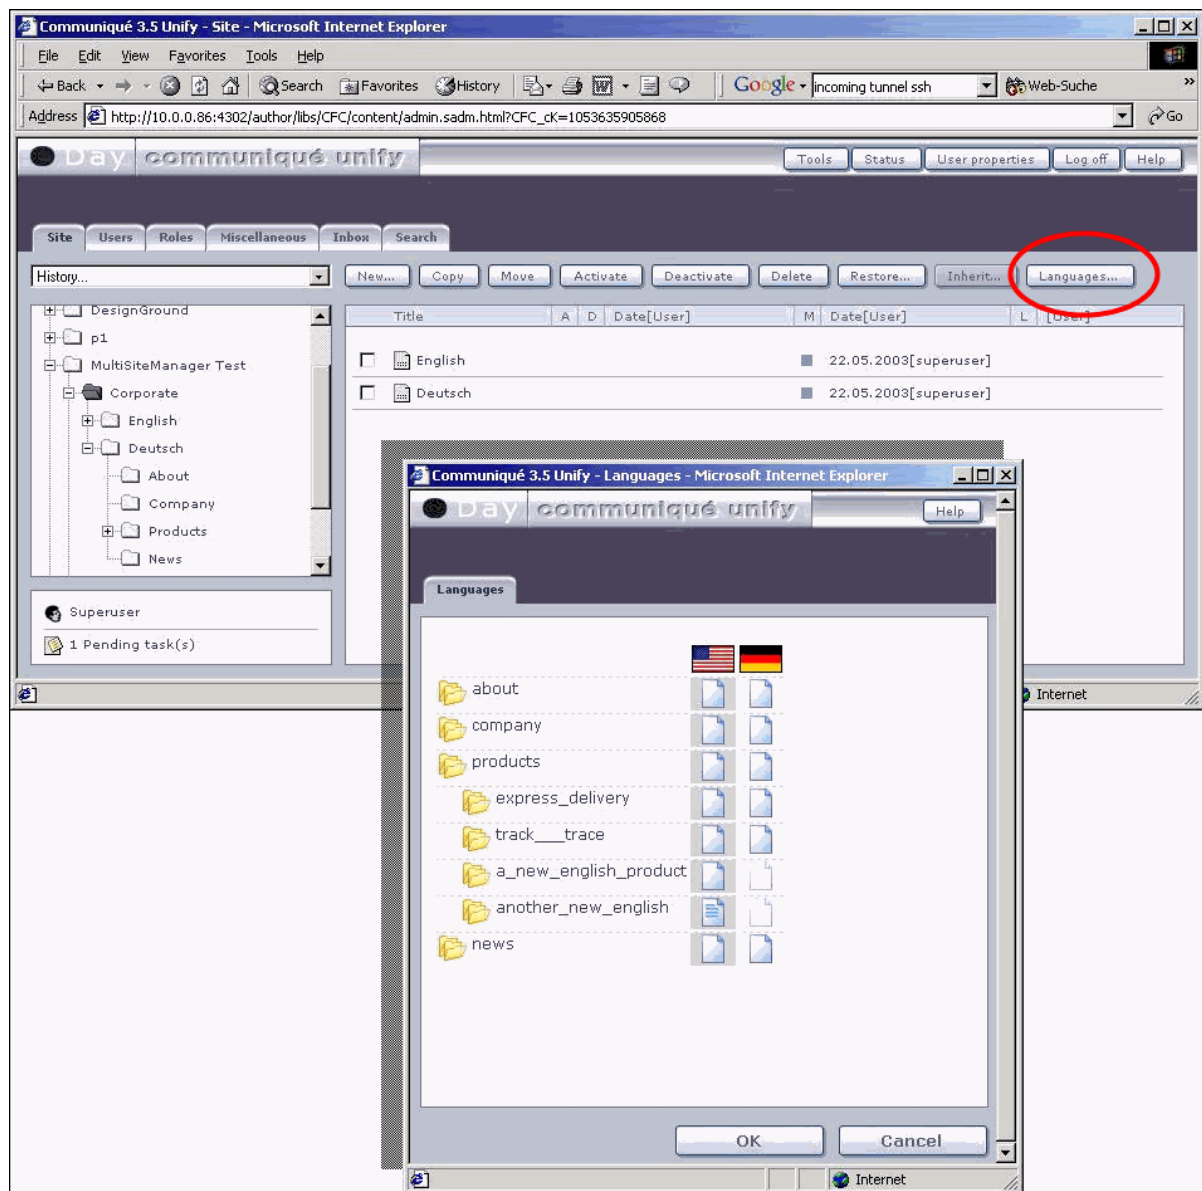 Communiqué 3.5 Unify - Site - Microsoft Internet Explorer
File Edit View Favorites Tools Help
Back Search Favorites History Google incoming tunnel ssh Web-Suche »
Address http://10.0.0.86:4302/author/libs/CFC/content/admin.sadm.html?CFC_cK=1053635905868 Go
Day communiqué unify Tools Status User properties Log off Help
Site Users Roles Miscellaneous Inbox Search
History... New... Copy Move Activate Deactivate Delete Restore... Inherit... Languages...
Title A D Date[User] M Date[User] L [User]
DesignGround
p1
MultiSiteManager Test
Corporate
English
Deutsch
About
Company
Products
News
English 22.05.2003[superuser]
Deutsch 22.05.2003[superuser]
Superuser
1 Pending task(s)
Internet
Communiqué 3.5 Unify - Languages - Microsoft Internet Explorer
Day communiqué unify Help
Languages
about
company
products
express_delivery
track___trace
a_new_english_product
another_new_english
news
OK Cancel
Internet